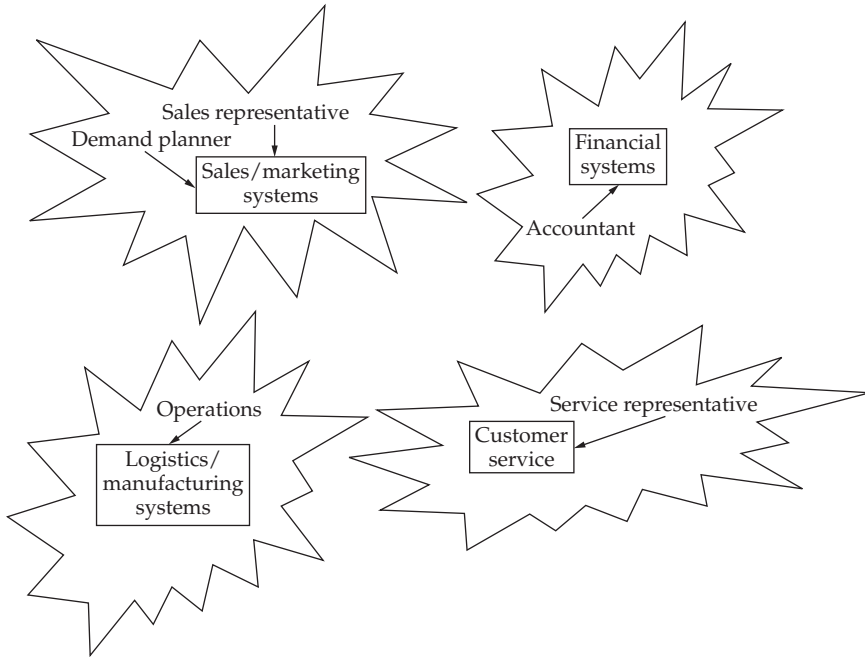 Sales representative
Demand planner
Sales/marketing
systems
Financial
systems
Accountant
Operations
Logistics/
manufacturing
systems
Service representative
Customer
service